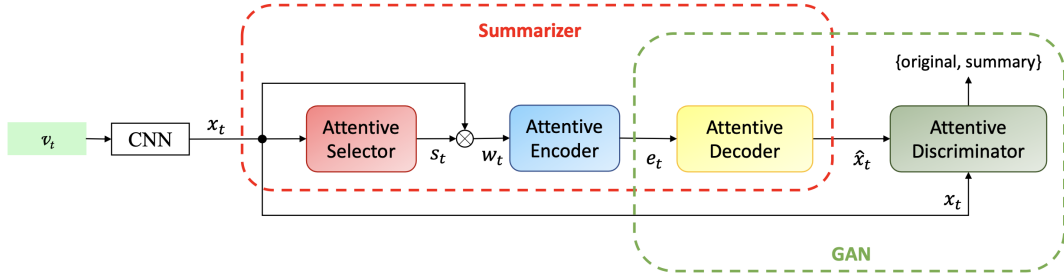 Summarizer
{original, summary}
v_t
CNN
x_t
Attentive
Selector
s_t
w_t
Attentive
Encoder
e_t
Attentive
Decoder
x̂_t
Attentive
Discriminator
x_t
GAN